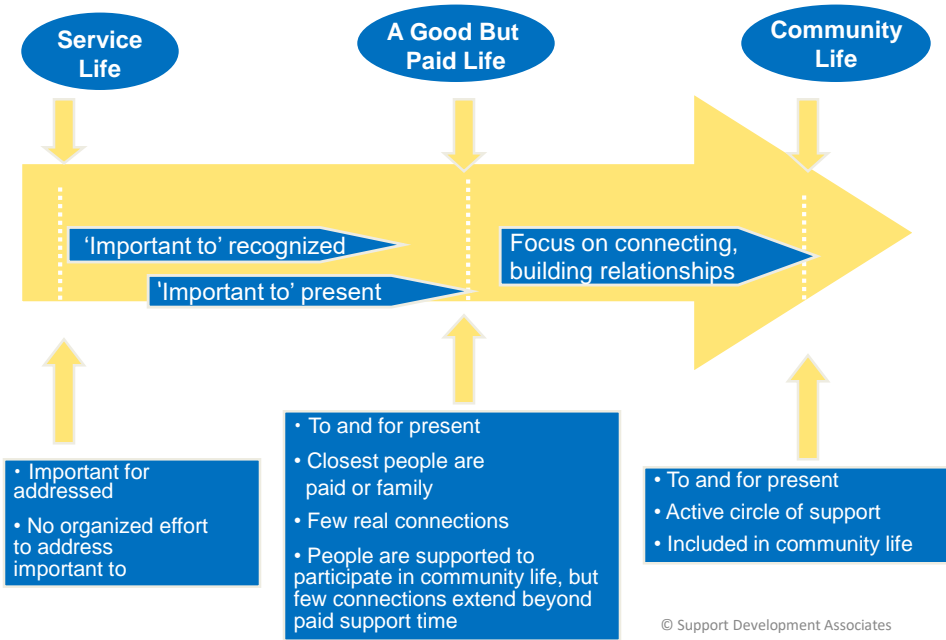 Service
Life
A Good But
Paid Life
Community
Life
‘Important to’ recognized
'Important to’ present
Focus on connecting,
building relationships
• Important for
addressed
• No organized effort
to address
important to
• To and for present
• Closest people are
paid or family
• Few real connections
• People are supported to
participate in community life, but
few connections extend beyond
paid support time
• To and for present
• Active circle of support
• Included in community life
© Support Development Associates